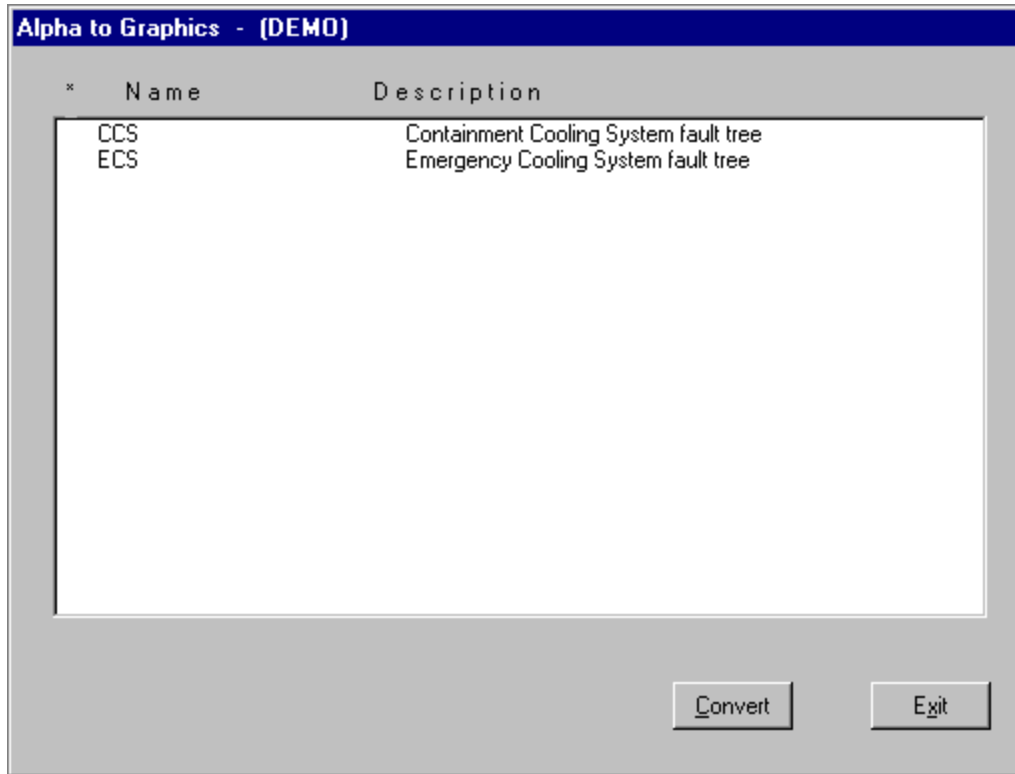 Alpha to Graphics - (DEMO)
* Name Description
CCS Containment Cooling System fault tree
ECS Emergency Cooling System fault tree
Convert Exit